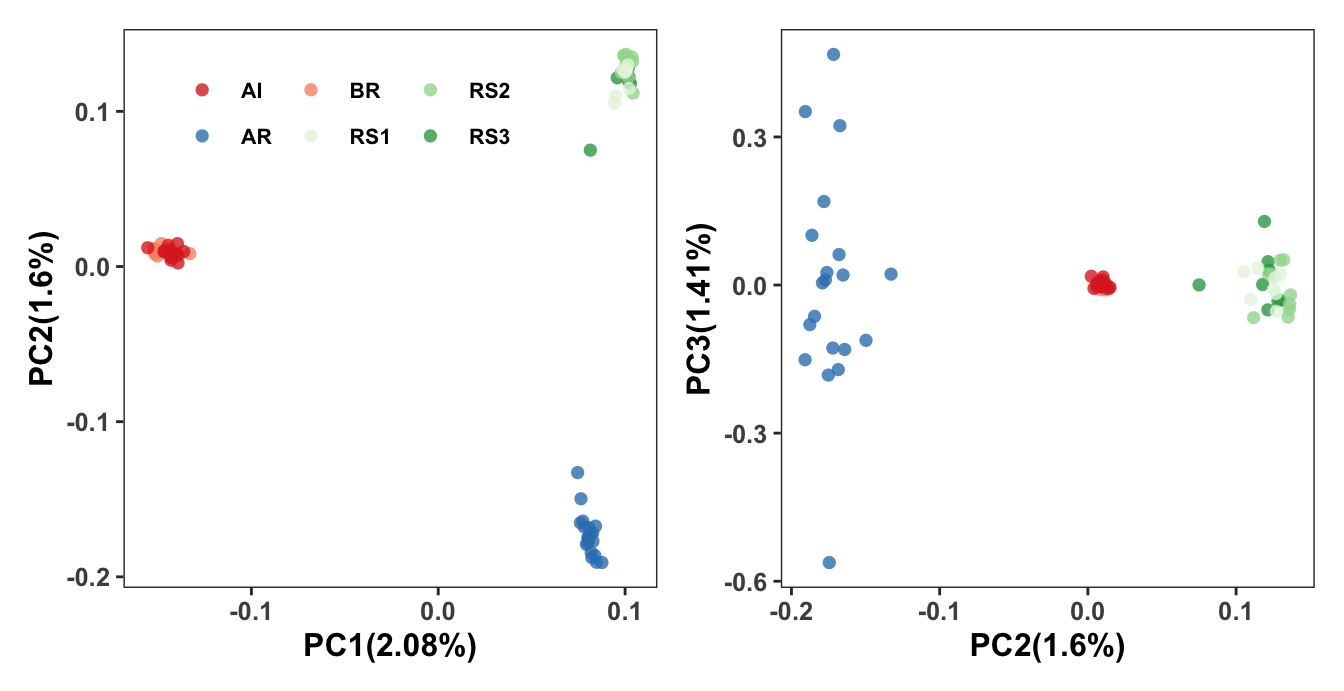 AI BR RS2
AR RS1 RS3
0.1
0.0
-0.1
-0.2
PC2(1.6%)
-0.1 0.0 0.1
PC1(2.08%)
0.3
0.0
-0.3
-0.6
PC3(1.41%)
-0.2 -0.1 0.0 0.1
PC2(1.6%)